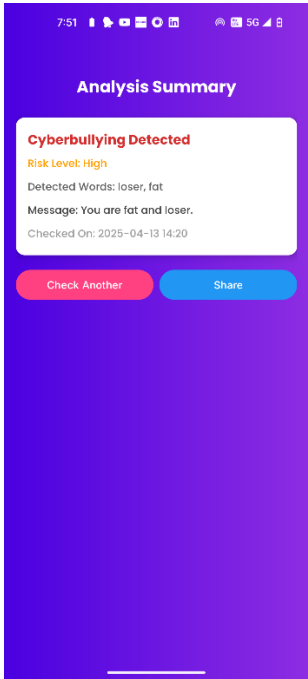 7:51 5G
Analysis Summary
Cyberbullying Detected
Risk Level: High
Detected Words: loser, fat
Message: You are fat and loser.
Checked On: 2025-04-13 14:20
Check Another Share